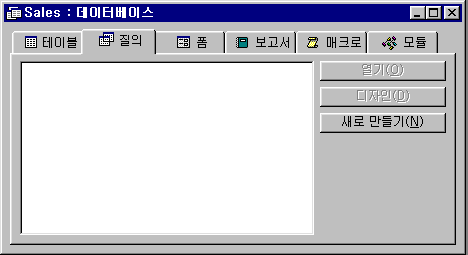 Sales : 데이터베이스
테이블 질의 폼 보고서 매크로 모듈
열기(O)
디자인(D)
새로 만들기(N)